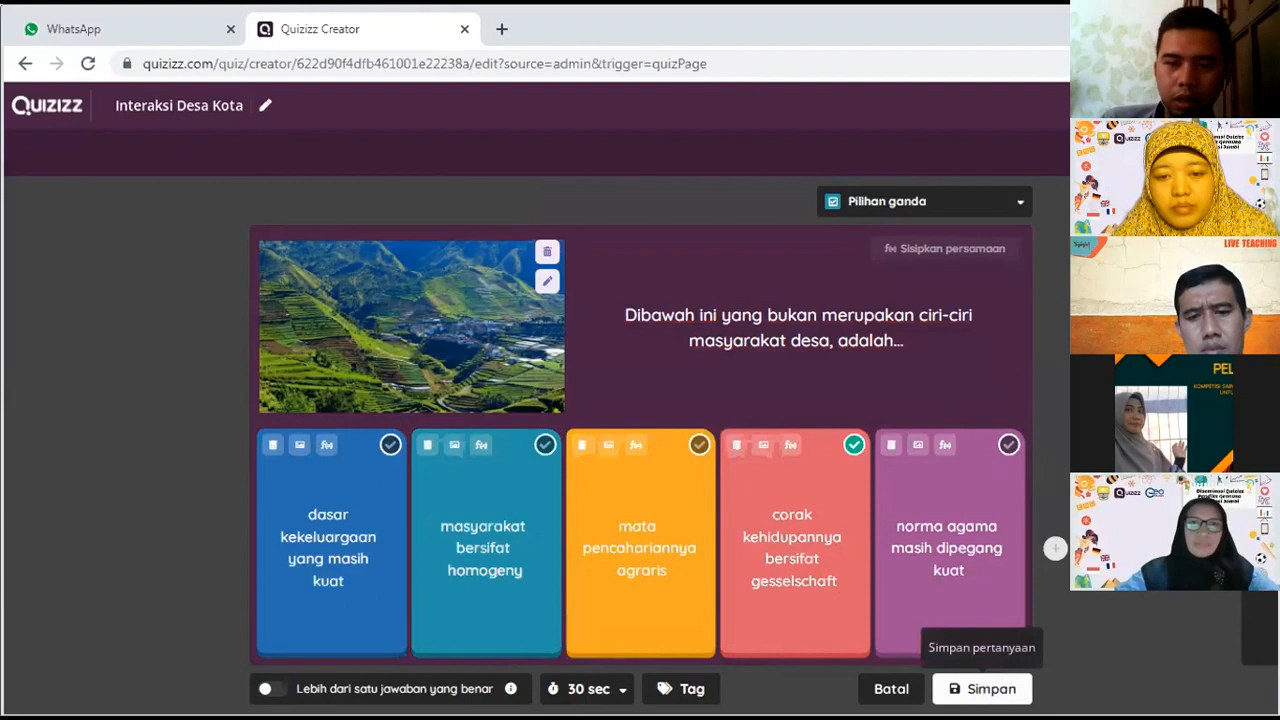 WhatsApp
Quizizz Creator
quizizz.com/quiz/creator/622d90f4dfb461001e22238a/edit?source=admin&trigger=quizPage
QUIZIZZ
Interaksi Desa Kota
Pilihan ganda
f(x) Sisipkan persamaan
Dibawah ini yang bukan merupakan ciri-ciri
masyarakat desa, adalah...
dasar
kekeluargaan
yang masih
kuat
masyarakat
bersifat
homogeny
mata
pencahariannya
agraris
corak
kehidupannya
bersifat
gesselschaft
norma agama
masih dipegang
kuat
Simpan pertanyaan
Lebih dari satu jawaban yang benar
30 sec
Tag
Batal
Simpan
QUIZIZZ
LIVE TEACHING
PEL
QUIZIZZ